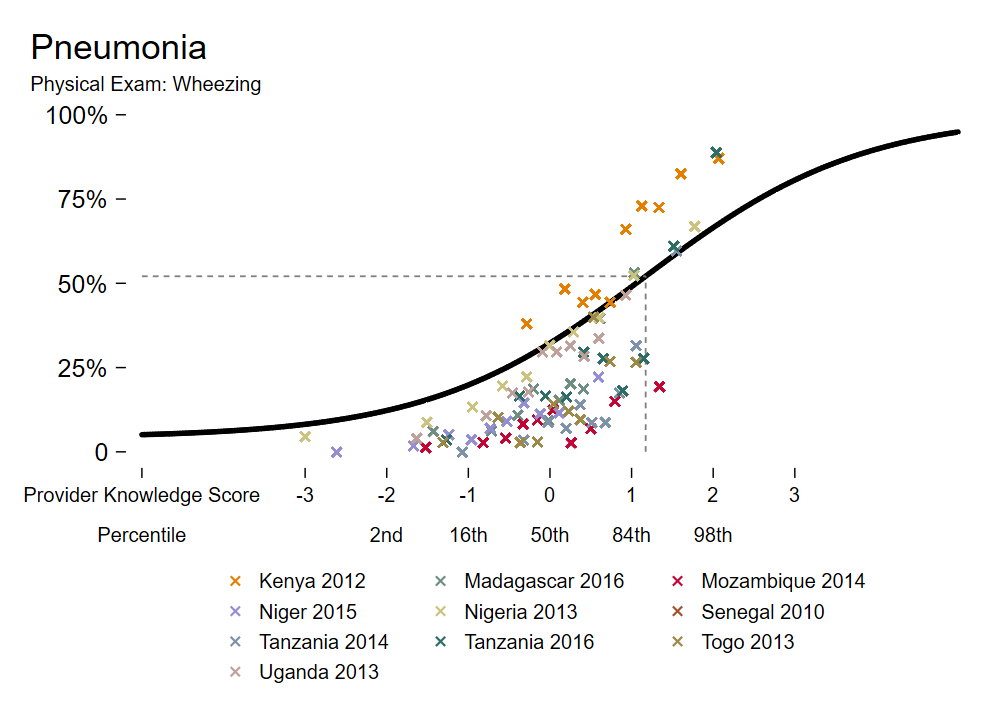 Pneumonia
Physical Exam: Wheezing
100%
75%
50%
25%
0
Provider Knowledge Score -3 -2 -1 0 1 2 3
Percentile 2nd 16th 50th 84th 98th
Kenya 2012 Madagascar 2016 Mozambique 2014
Niger 2015 Nigeria 2013 Senegal 2010
Tanzania 2014 Tanzania 2016 Togo 2013
Uganda 2013